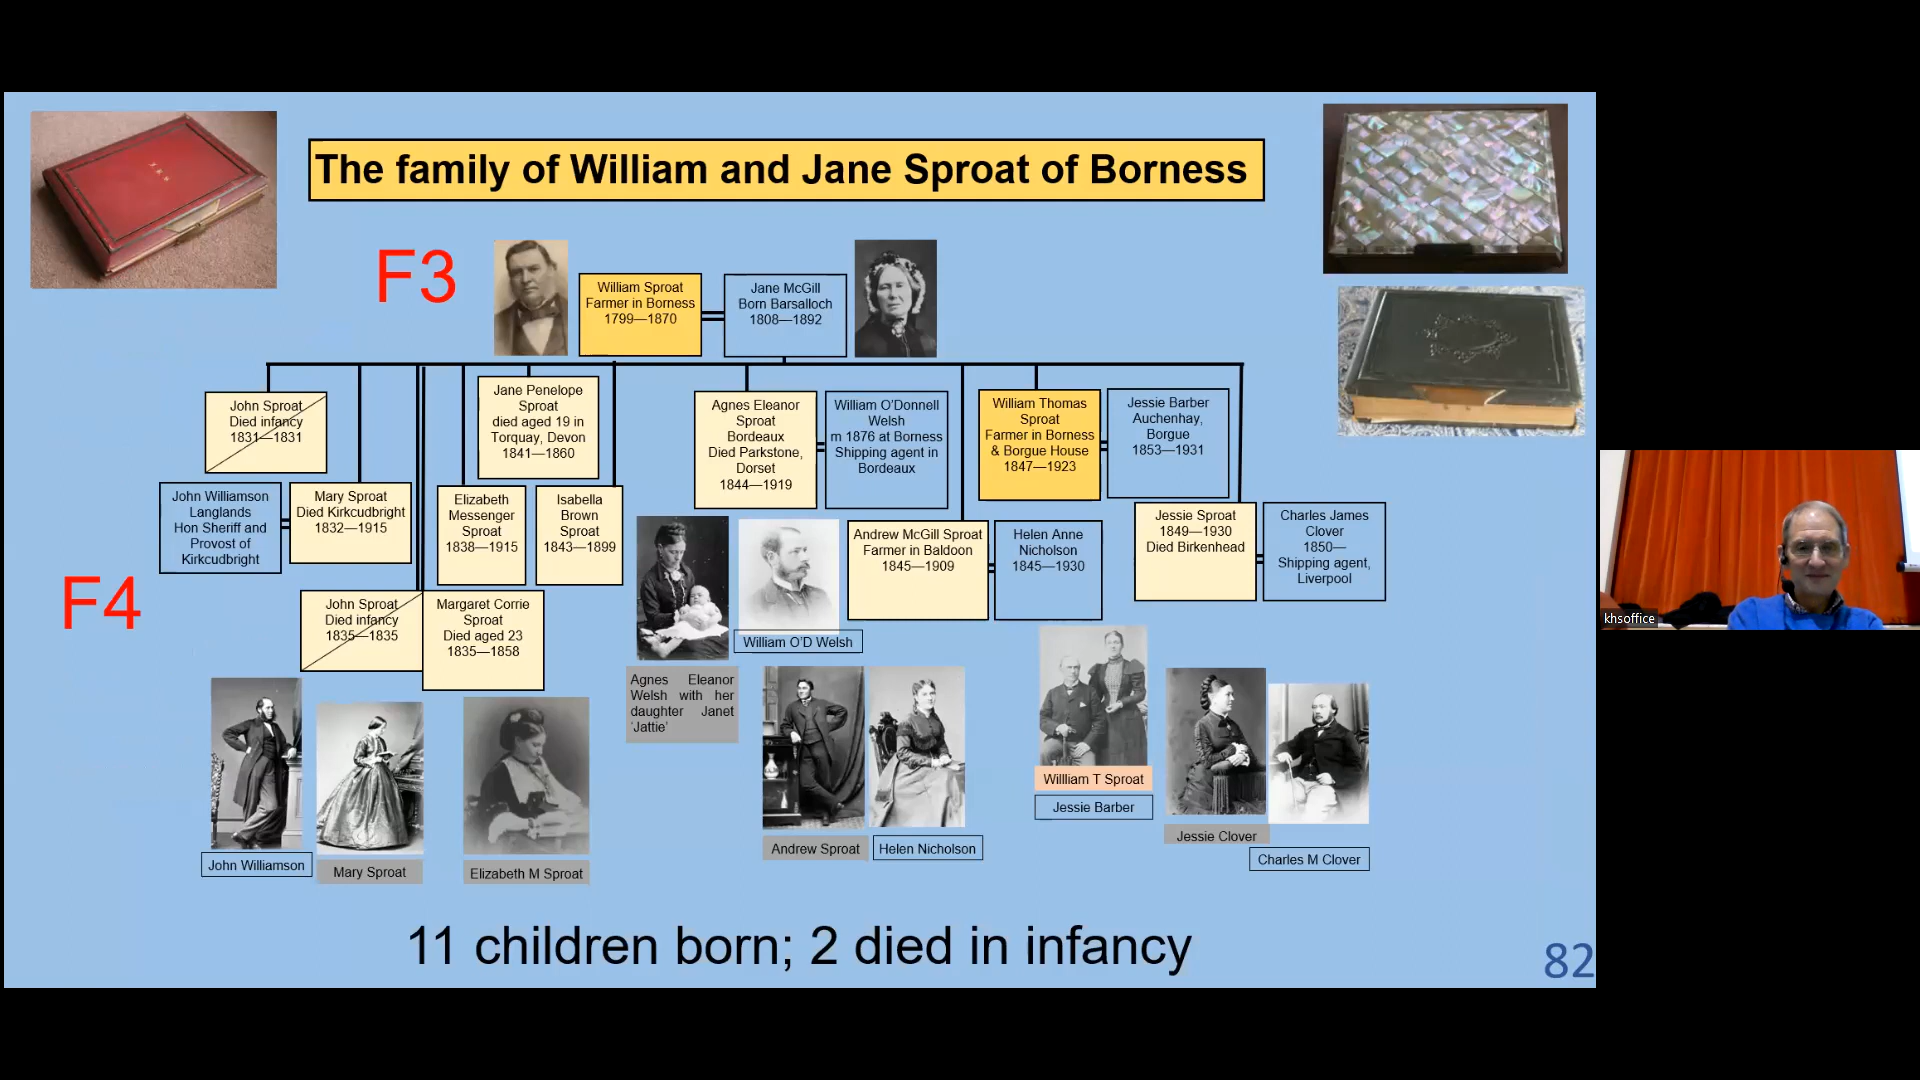 The family of William and Jane Sproat of Borness
F3
William Sproat
Farmer in Borness
1799—1870
Jane McGill
Born Barsalloch
1808—1892
John Sproat
Died infancy
1831—1831
Jane Penelope
Sproat
died aged 19 in
Torquay, Devon
1841—1860
Agnes Eleanor
Sproat
Bordeaux
Died Parkstone,
Dorset
1844—1919
William O'Donnell
Welsh
m 1876 at Borness
Shipping agent in
Bordeaux
William Thomas
Sproat
Farmer in Borness
& Borgue House
1847—1923
Jessie Barber
Auchenhay,
Borgue
1853—1931
John Williamson
Langlands
Hon Sheriff and
Provost of
Kirkcudbright
Mary Sproat
Died Kirkcudbright
1832—1915
Elizabeth
Messenger
Sproat
1838—1915
Isabella
Brown
Sproat
1843—1899
Andrew McGill Sproat
Farmer in Baldoon
1845—1909
Helen Anne
Nicholson
1845—1930
Jessie Sproat
1849—1930
Died Birkenhead
Charles James
Clover
1850—
Shipping agent,
Liverpool
F4
John Sproat
Died infancy
1835—1835
Margaret Corrie
Sproat
Died aged 23
1835—1858
William O'D Welsh
Agnes Eleanor
Welsh with her
daughter Janet
'Jattie'
Willliam T Sproat
Jessie Barber
Andrew Sproat
Helen Nicholson
Jessie Clover
Charles M Clover
John Williamson
Mary Sproat
Elizabeth M Sproat
11 children born; 2 died in infancy
82
khsoffice